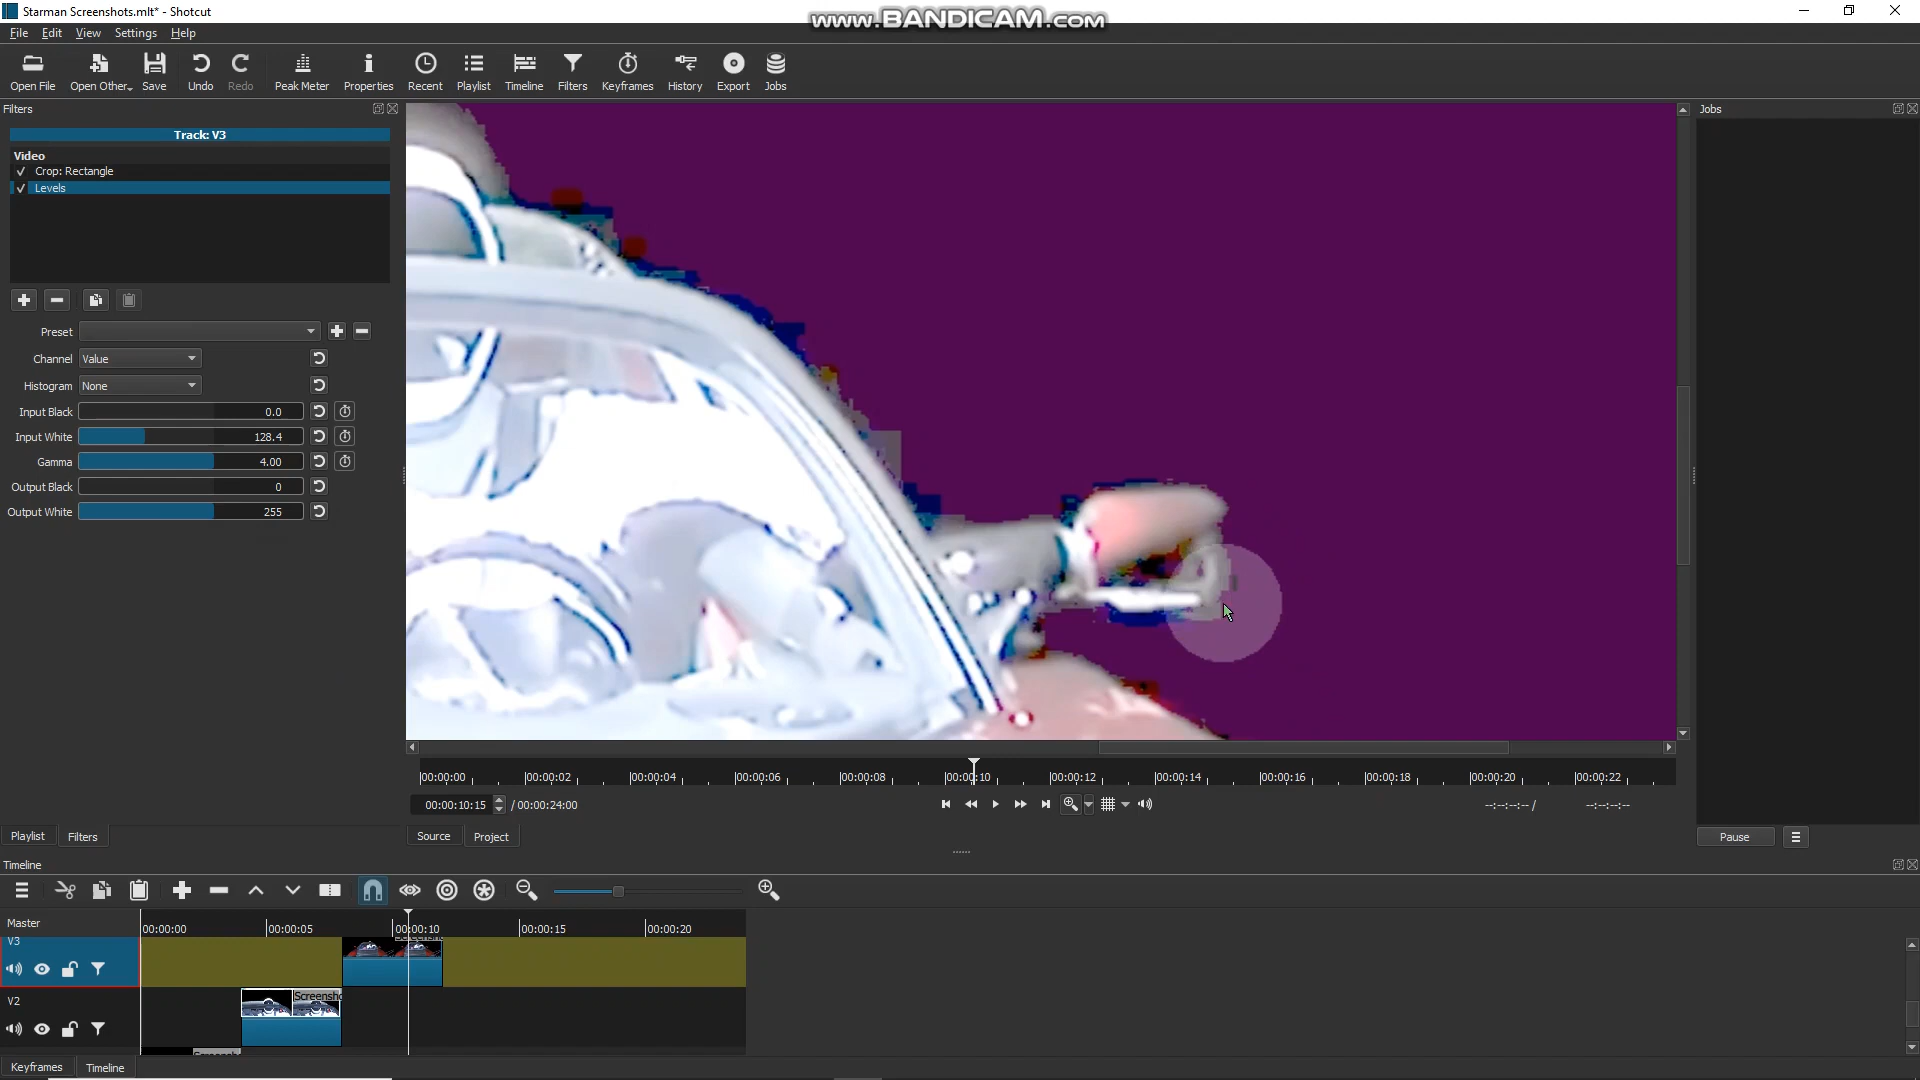 Starman Screenshots.mlt* - Shotcut
www.BANDICAM.com
File Edit View Settings Help
Open File Open Other... Save Undo Redo Peak Meter Properties Recent Playlist Timeline Filters Keyframes History Export Jobs
Filters
Jobs
Track: V3
Video
✓ Crop: Rectangle
✓ Levels
Preset
Channel Value
Histogram None
Input Black 0.0
Input White 128.4
Gamma 4.00
Output Black 0
Output White 255
00:00:00 00:00:02 00:00:04 00:00:06 00:00:08 00:00:10 00:00:12 00:00:14 00:00:16 00:00:18 00:00:20 00:00:22
00:00:10:15 / 00:00:24:00
--:--:--:-- / --:--:--:--
Playlist Filters
Source Project
Pause
Timeline
Master
00:00:00 00:00:05 00:00:10 00:00:15 00:00:20
V3
V2
Screensho
Keyframes Timeline